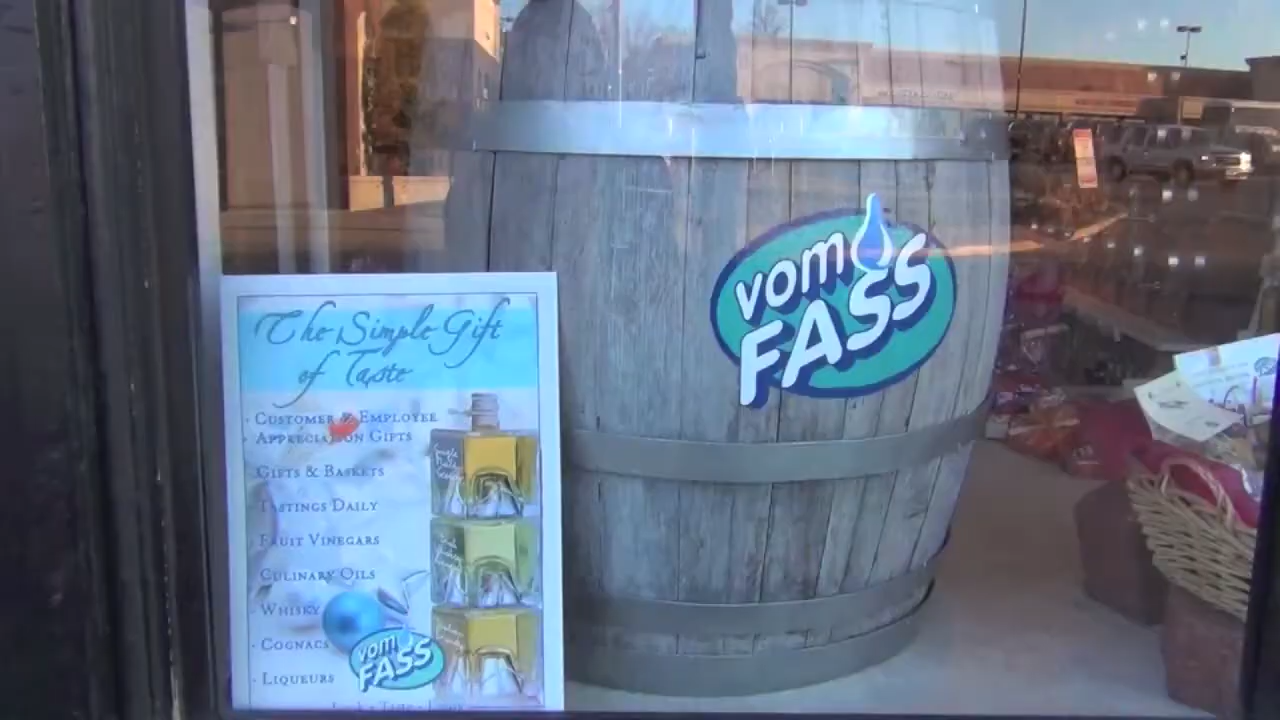 vom
FASS
The Simple Gift
of Taste
· CUSTOMER & EMPLOYEE
· APPRECIATION GIFTS
GIFTS & BASKETS
TASTINGS DAILY
· FRUIT VINEGARS
CULINARY OILS
· WHISKY
· COGNACS
· LIQUEURS
vom
FASS